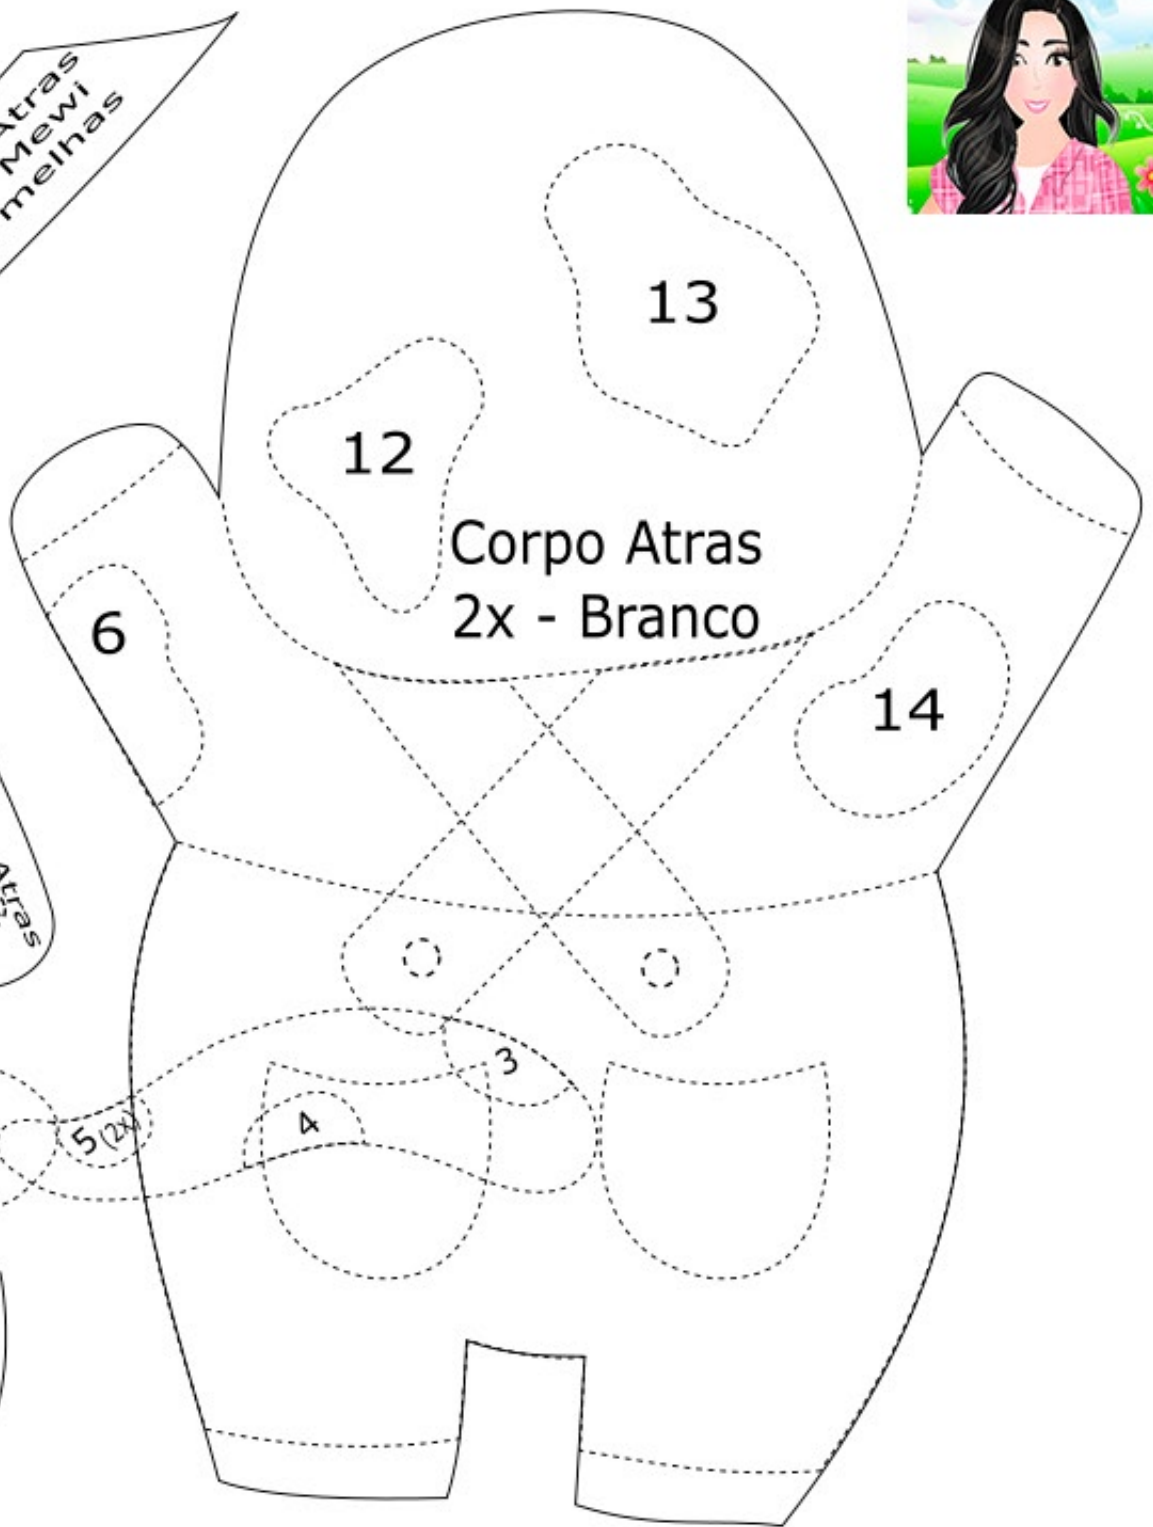 Atras
Mewi
melhas
13
12
Corpo Atras
2x - Branco
6
14
Atras
3
4
5 (2x)